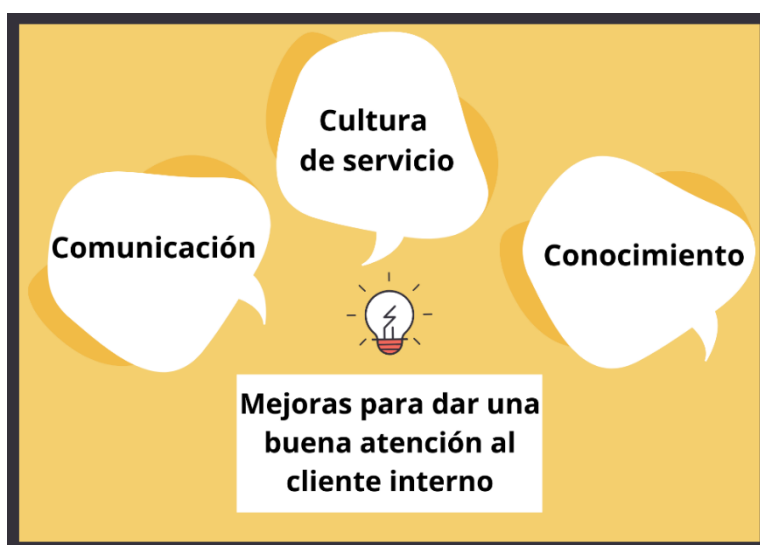 Cultura
de servicio
Comunicación
Conocimiento
Mejoras para dar una
buena atención al
cliente interno